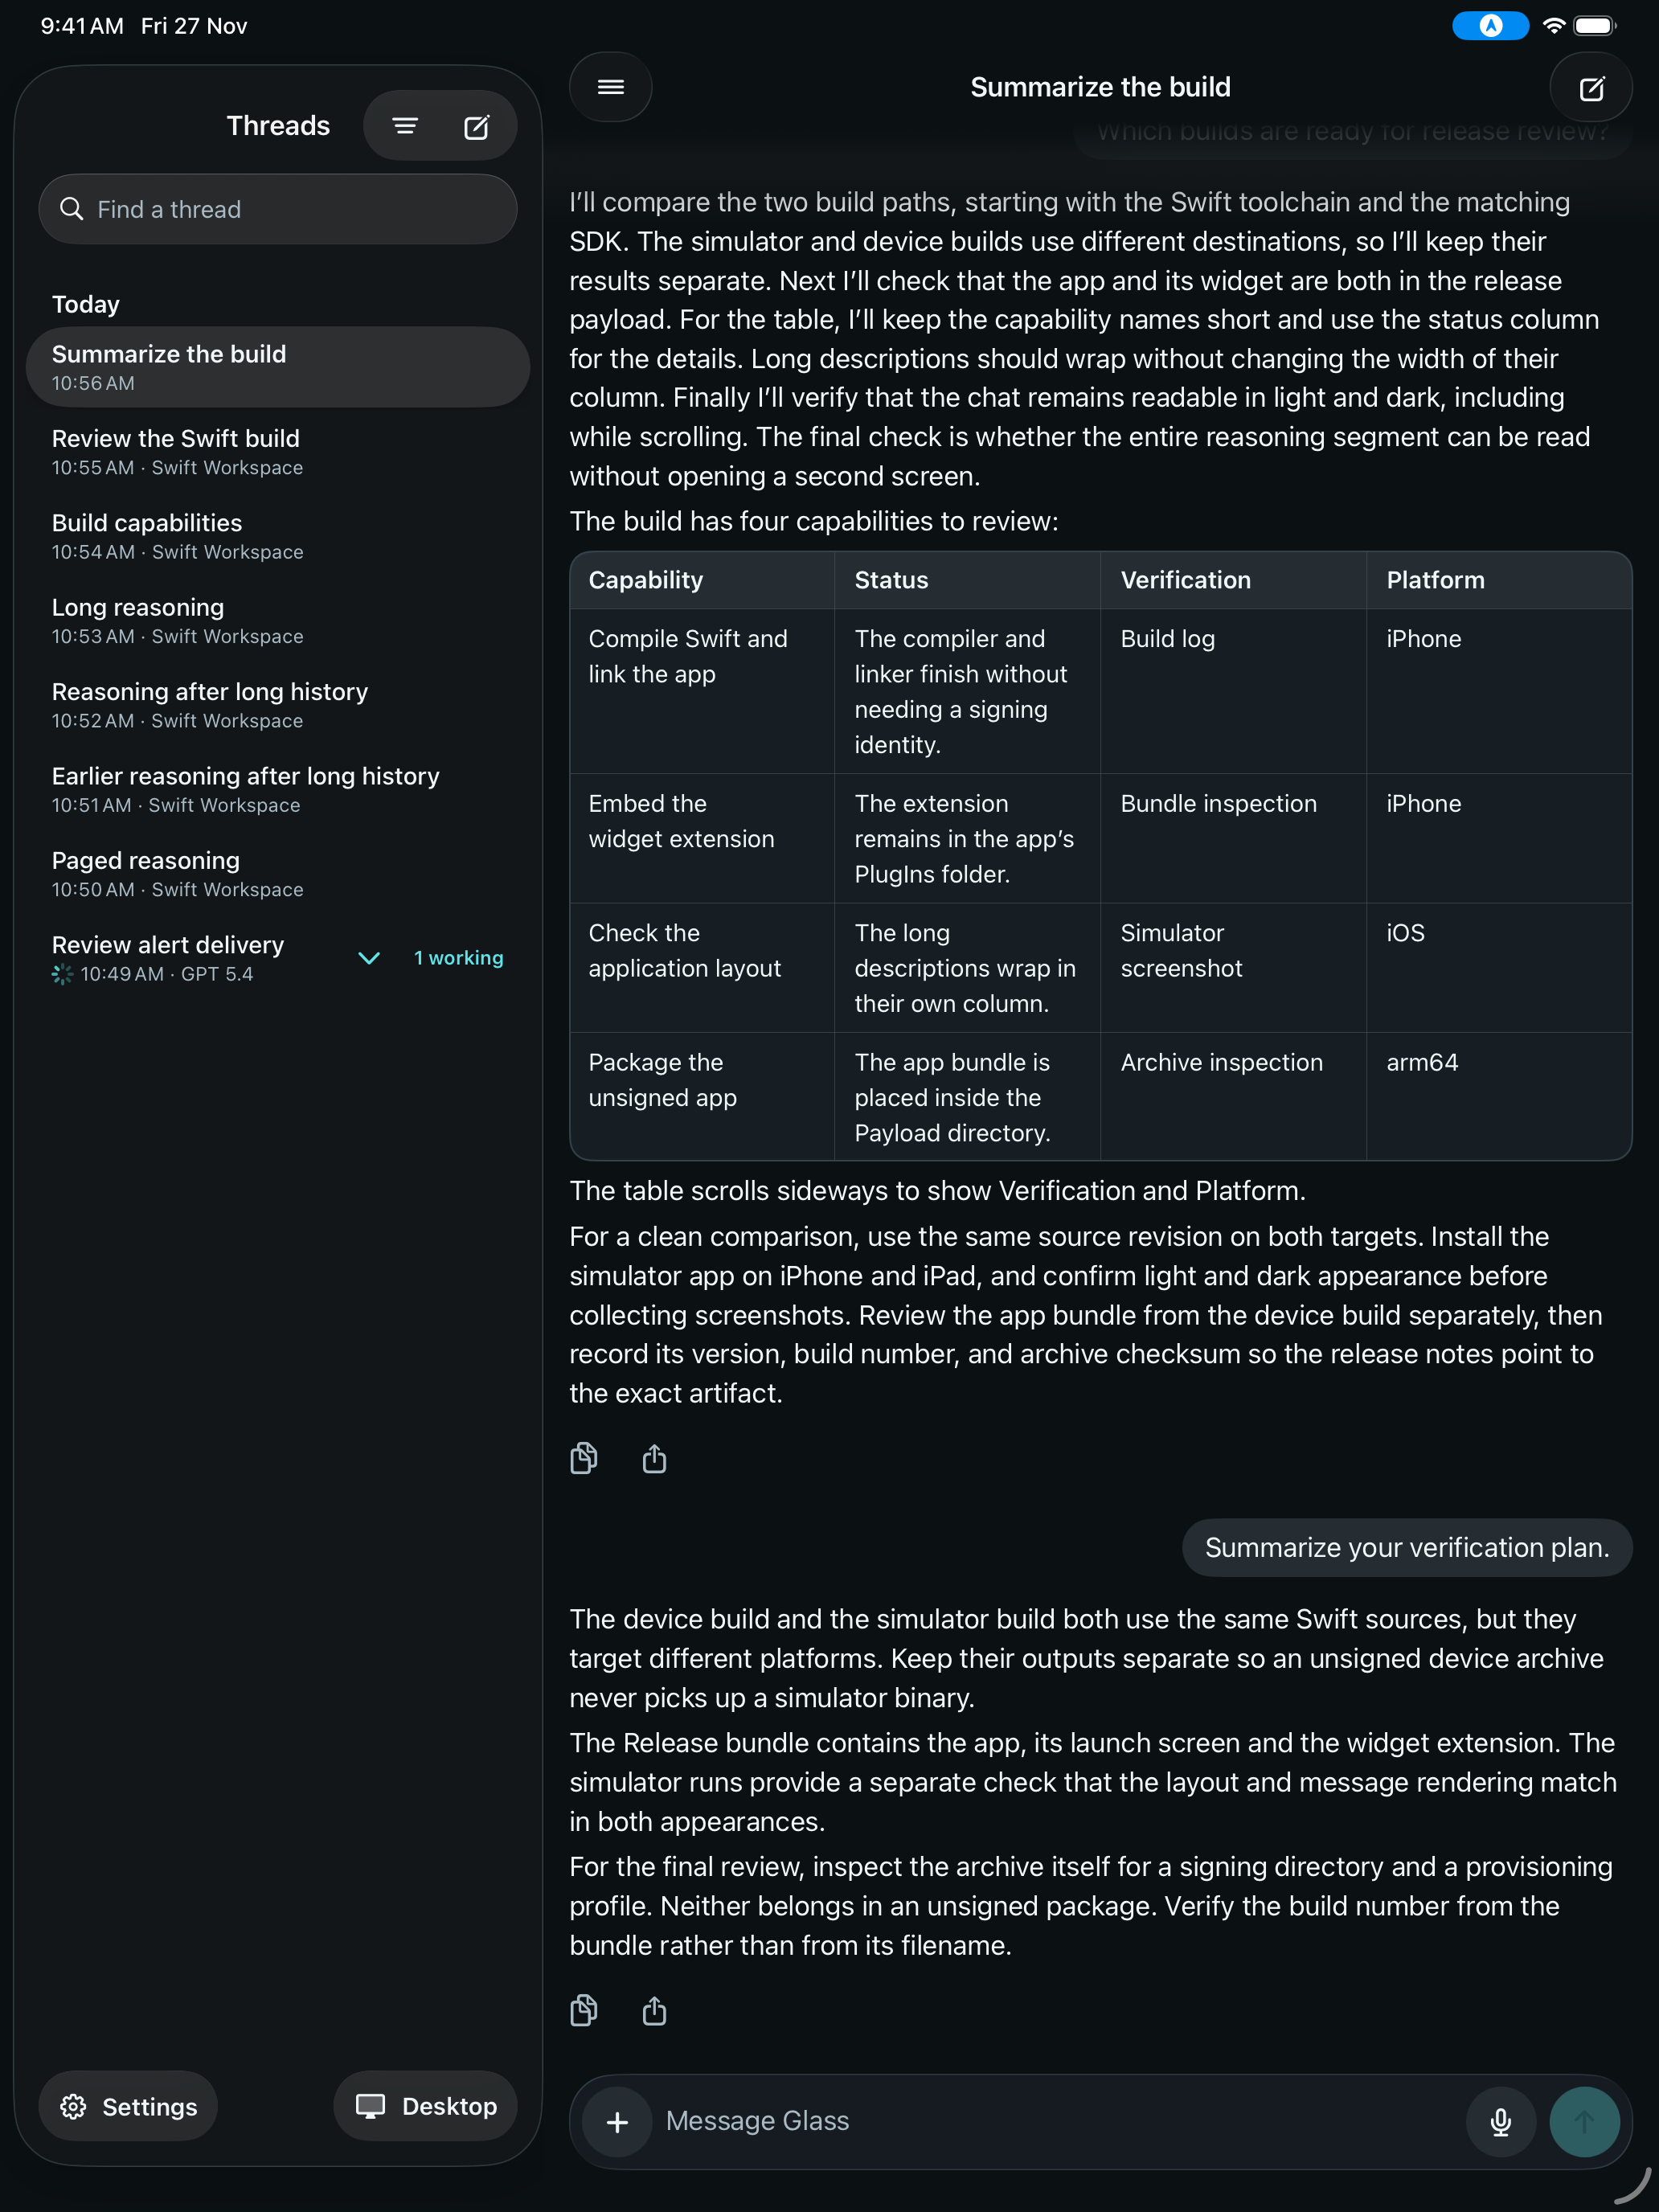 9:41 AM Fri 27 Nov
Threads
Find a thread
Today
Summarize the build
10:56 AM
Review the Swift build
10:55 AM · Swift Workspace
Build capabilities
10:54 AM · Swift Workspace
Long reasoning
10:53 AM · Swift Workspace
Reasoning after long history
10:52 AM · Swift Workspace
Earlier reasoning after long history
10:51 AM · Swift Workspace
Paged reasoning
10:50 AM · Swift Workspace
Review alert delivery
10:49 AM · GPT 5.4
1 working
Settings
Desktop
Summarize the build
Which builds are ready for release review?
I’ll compare the two build paths, starting with the Swift toolchain and the matching
SDK. The simulator and device builds use different destinations, so I’ll keep their
results separate. Next I’ll check that the app and its widget are both in the release
payload. For the table, I’ll keep the capability names short and use the status column
for the details. Long descriptions should wrap without changing the width of their
column. Finally I’ll verify that the chat remains readable in light and dark, including
while scrolling. The final check is whether the entire reasoning segment can be read
without opening a second screen.
The build has four capabilities to review:
Capability Status Verification Platform
Compile Swift and
link the app
The compiler and
linker finish without
needing a signing
identity.
Build log
iPhone
Embed the
widget extension
The extension
remains in the app’s
PlugIns folder.
Bundle inspection
iPhone
Check the
application layout
The long
descriptions wrap in
their own column.
Simulator
screenshot
iOS
Package the
unsigned app
The app bundle is
placed inside the
Payload directory.
Archive inspection
arm64
The table scrolls sideways to show Verification and Platform.
For a clean comparison, use the same source revision on both targets. Install the
simulator app on iPhone and iPad, and confirm light and dark appearance before
collecting screenshots. Review the app bundle from the device build separately, then
record its version, build number, and archive checksum so the release notes point to
the exact artifact.
Summarize your verification plan.
The device build and the simulator build both use the same Swift sources, but they
target different platforms. Keep their outputs separate so an unsigned device archive
never picks up a simulator binary.
The Release bundle contains the app, its launch screen and the widget extension. The
simulator runs provide a separate check that the layout and message rendering match
in both appearances.
For the final review, inspect the archive itself for a signing directory and a provisioning
profile. Neither belongs in an unsigned package. Verify the build number from the
bundle rather than from its filename.
Message Glass